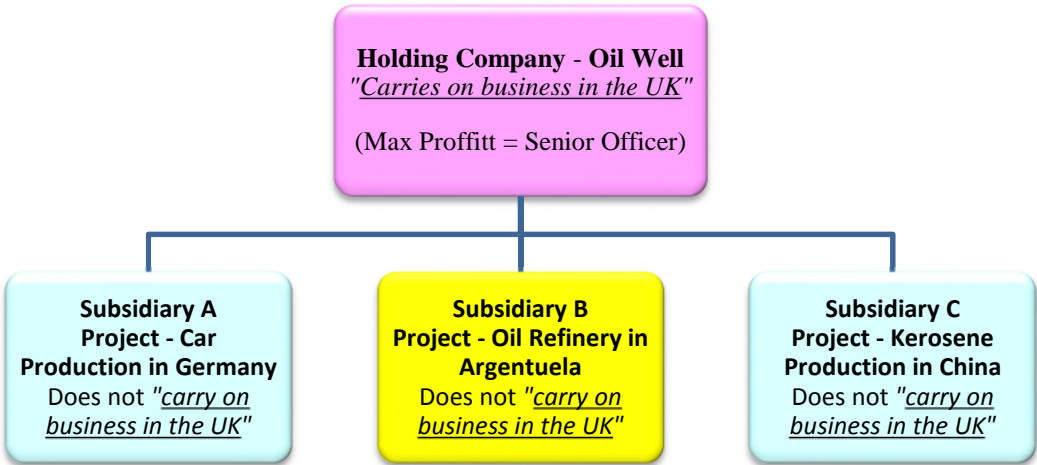 Holding Company - Oil Well
"Carries on business in the UK"
(Max Proffitt = Senior Officer)
Subsidiary A
Project - Car
Production in Germany
Does not "carry on
business in the UK"
Subsidiary B
Project - Oil Refinery in
Argentuela
Does not "carry on
business in the UK"
Subsidiary C
Project - Kerosene
Production in China
Does not "carry on
business in the UK"